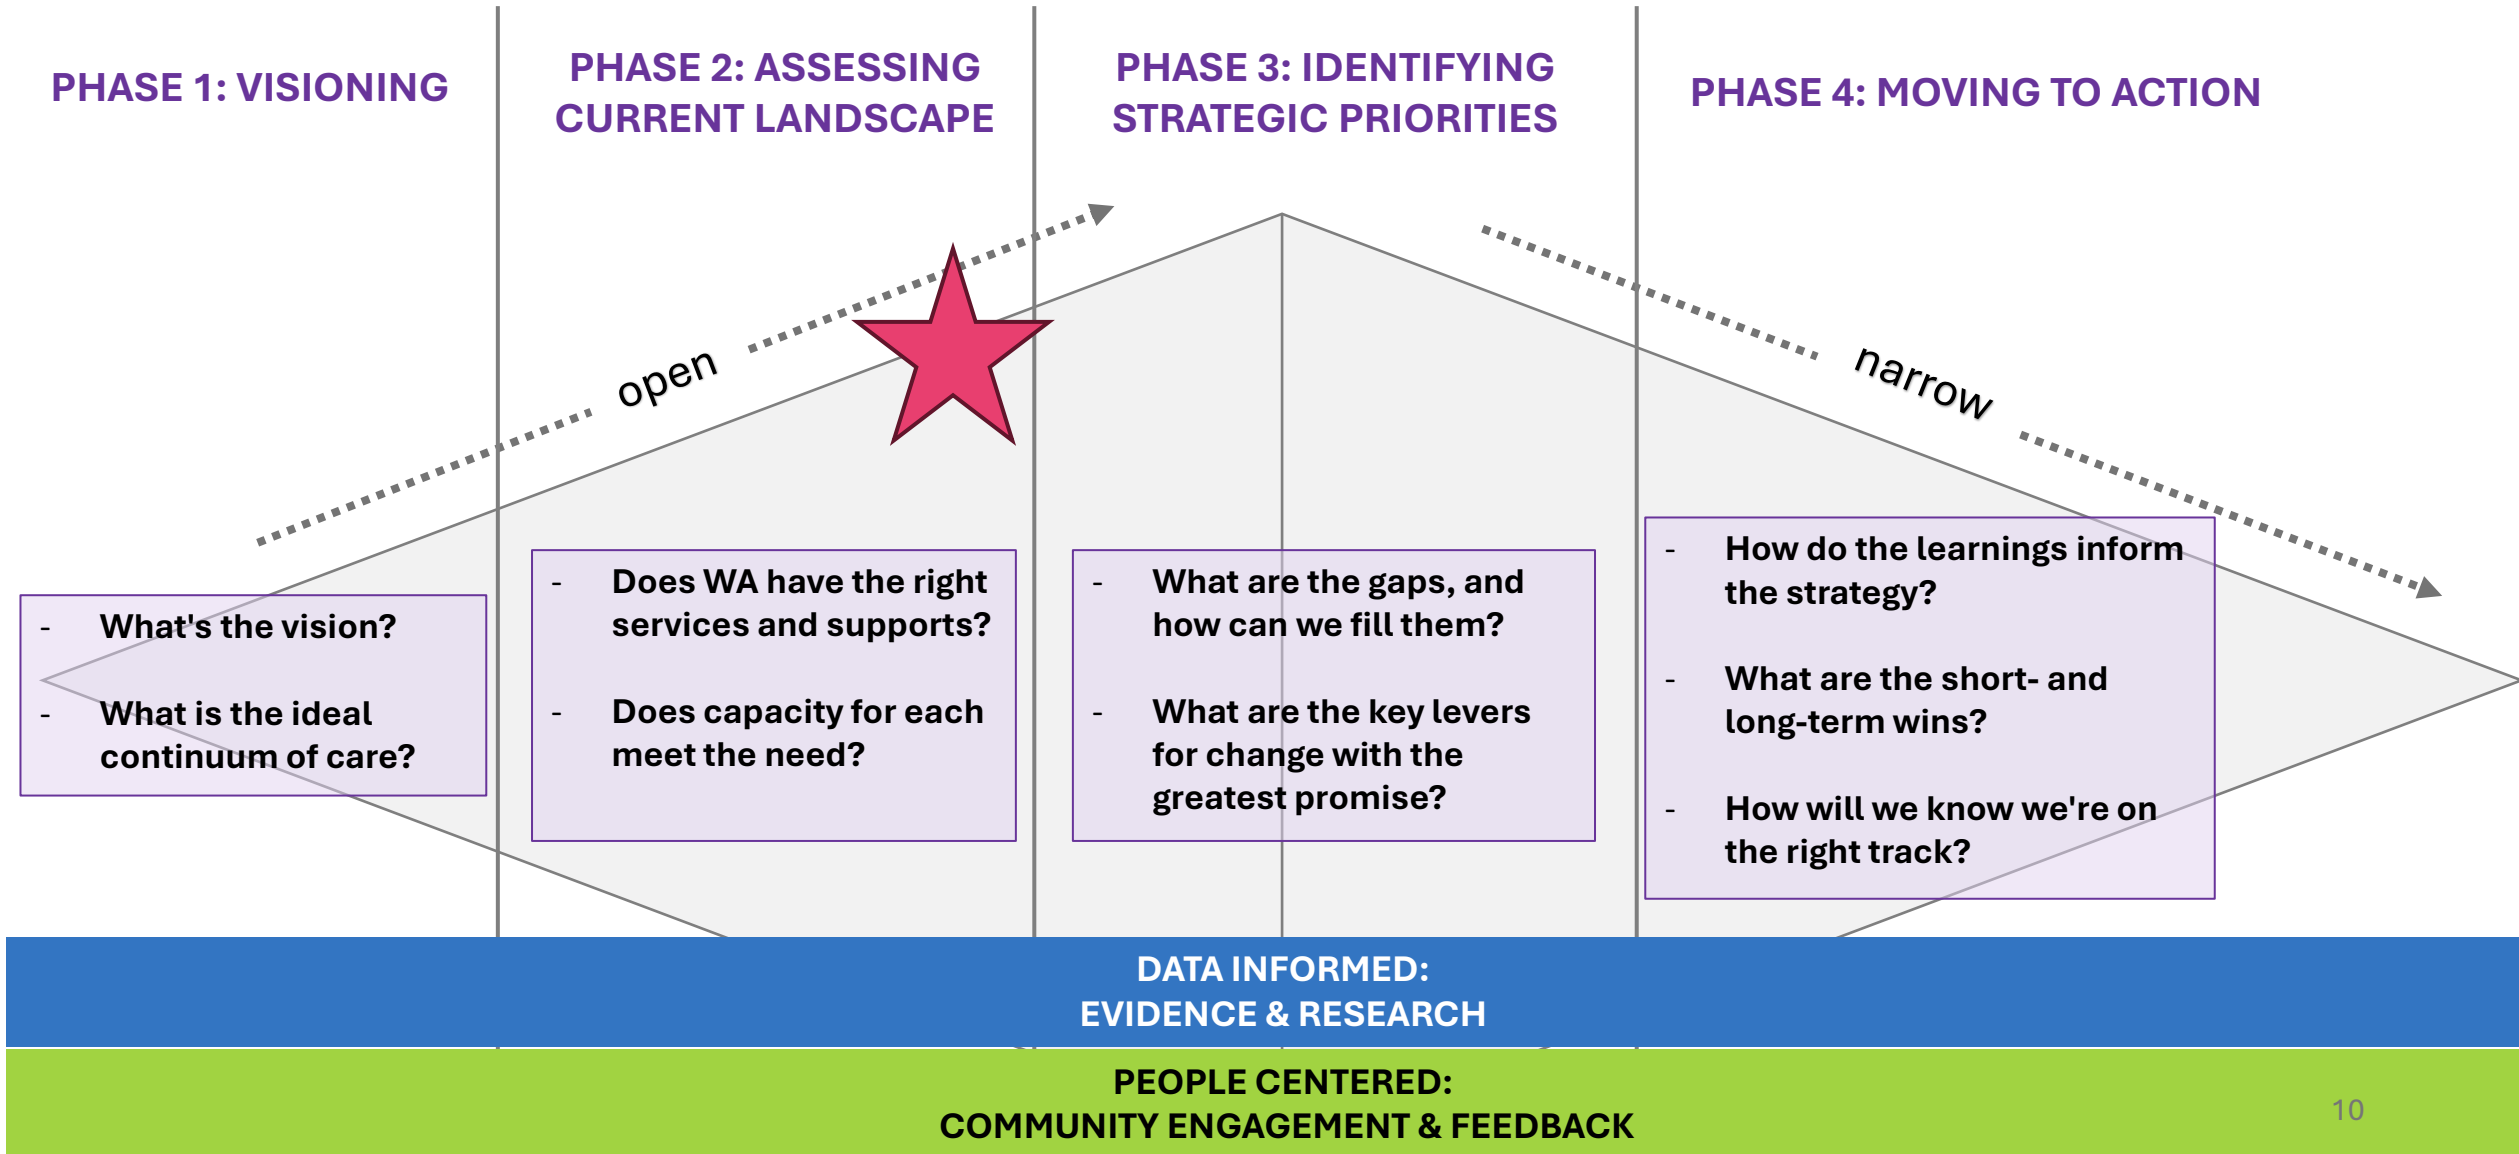 PHASE 1: VISIONING
PHASE 2: ASSESSING
CURRENT LANDSCAPE
PHASE 3: IDENTIFYING
STRATEGIC PRIORITIES
PHASE 4: MOVING TO ACTION
open
narrow
- What's the vision?
- What is the ideal
continuum of care?
- Does WA have the right
services and supports?
- Does capacity for each
meet the need?
- What are the gaps, and
how can we fill them?
- What are the key levers
for change with the
greatest promise?
- How do the learnings inform
the strategy?
- What are the short- and
long-term wins?
- How will we know we're on
the right track?
DATA INFORMED:
EVIDENCE & RESEARCH
PEOPLE CENTERED:
COMMUNITY ENGAGEMENT & FEEDBACK
10